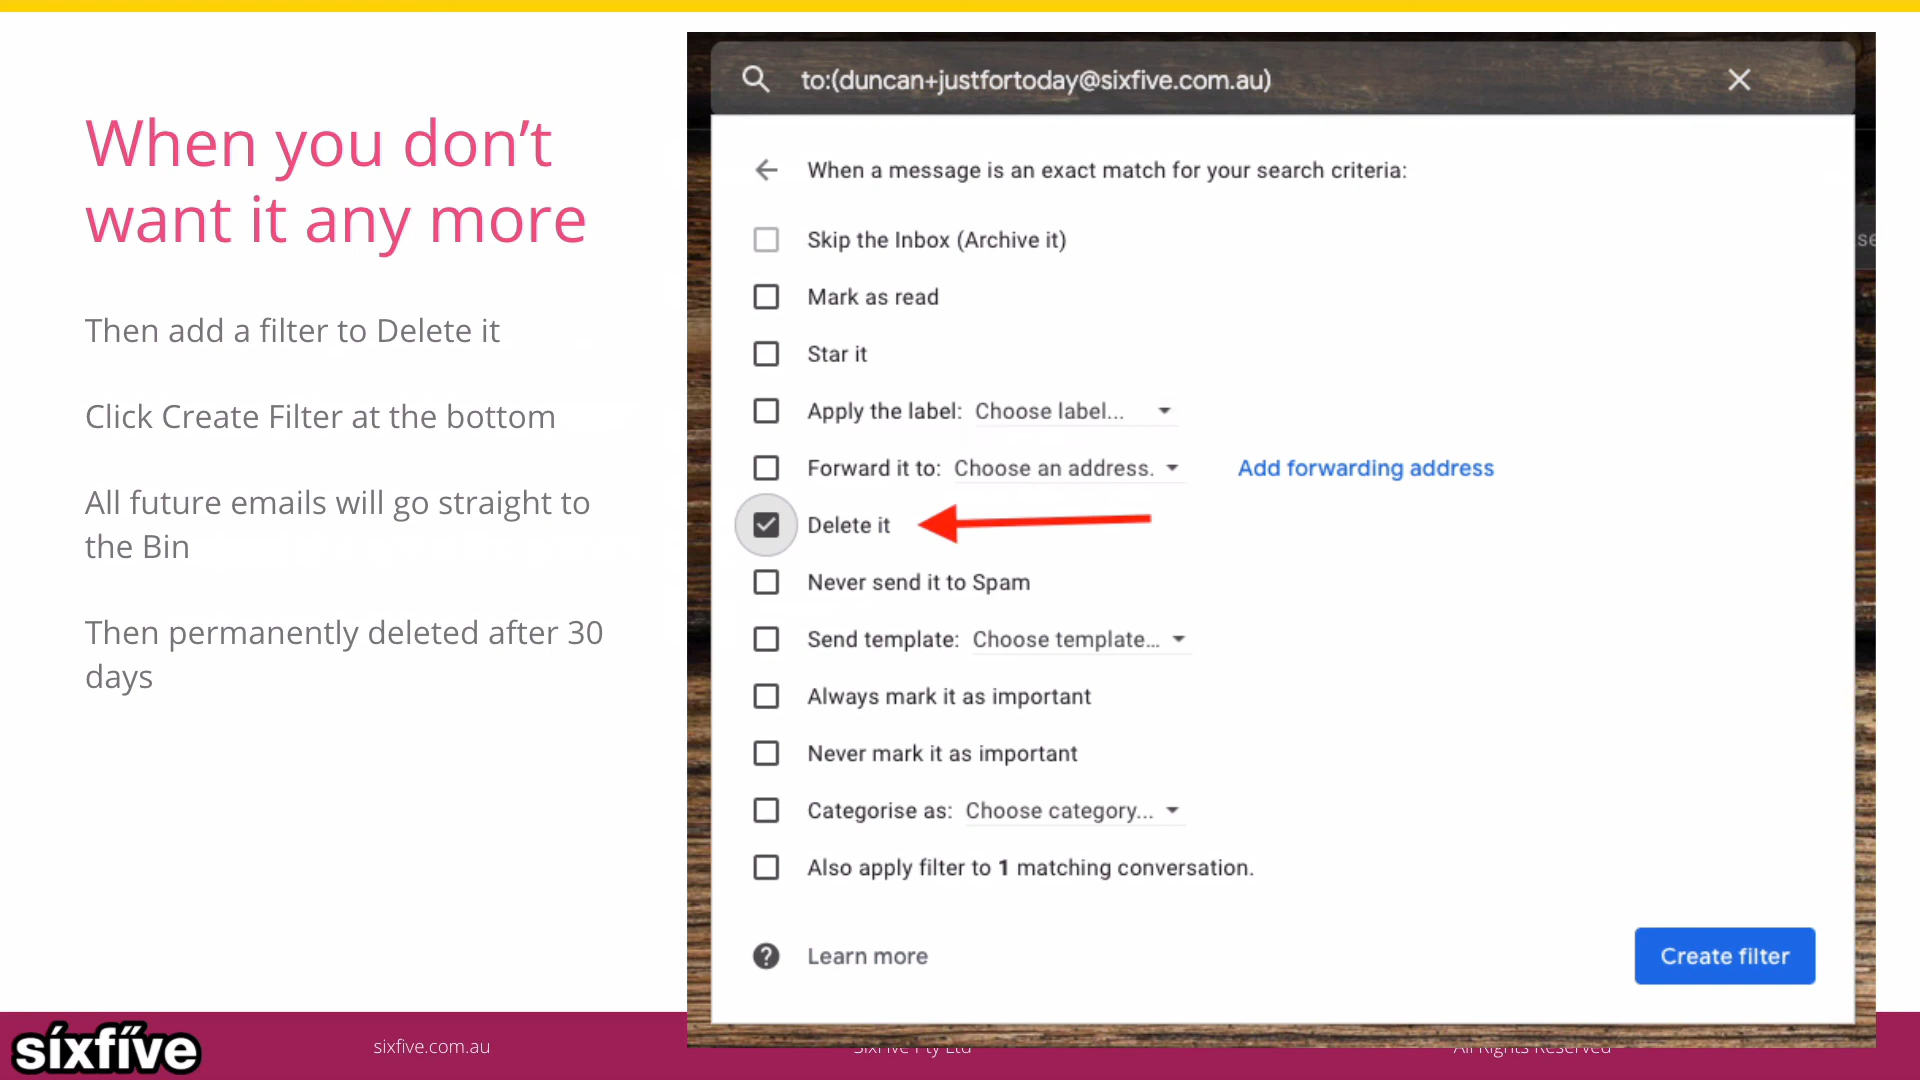 When you don’t
want it any more
Then add a filter to Delete it
Click Create Filter at the bottom
All future emails will go straight to
the Bin
Then permanently deleted after 30
days
to:(duncan+justfortoday@sixfive.com.au)
When a message is an exact match for your search criteria:
Skip the Inbox (Archive it)
Mark as read
Star it
Apply the label: Choose label...
Forward it to: Choose an address. Add forwarding address
Delete it
Never send it to Spam
Send template: Choose template...
Always mark it as important
Never mark it as important
Categorise as: Choose category...
Also apply filter to 1 matching conversation.
Learn more
Create filter
síxfíve
sixfive.com.au
SixFive Pty Ltd
All Rights Reserved